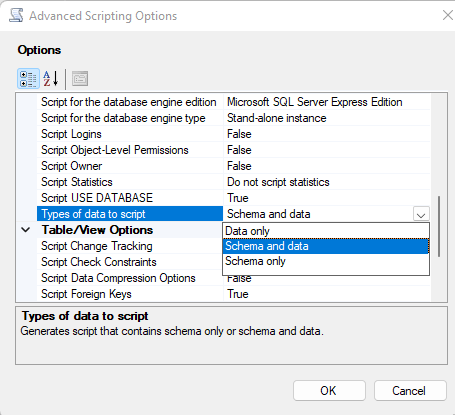 Advanced Scripting Options
Options
Script for the database engine edition Microsoft SQL Server Express Edition
Script for the database engine type Stand-alone instance
Script Logins False
Script Object-Level Permissions False
Script Owner False
Script Statistics Do not script statistics
Script USE DATABASE True
Types of data to script Schema and data
Data only
Table/View Options
Schema and data
Script Change Tracking
Schema only
Script Check Constraints
Script Data Compression Options False
Script Foreign Keys True
Types of data to script
Generates script that contains schema only or schema and data.
OK Cancel